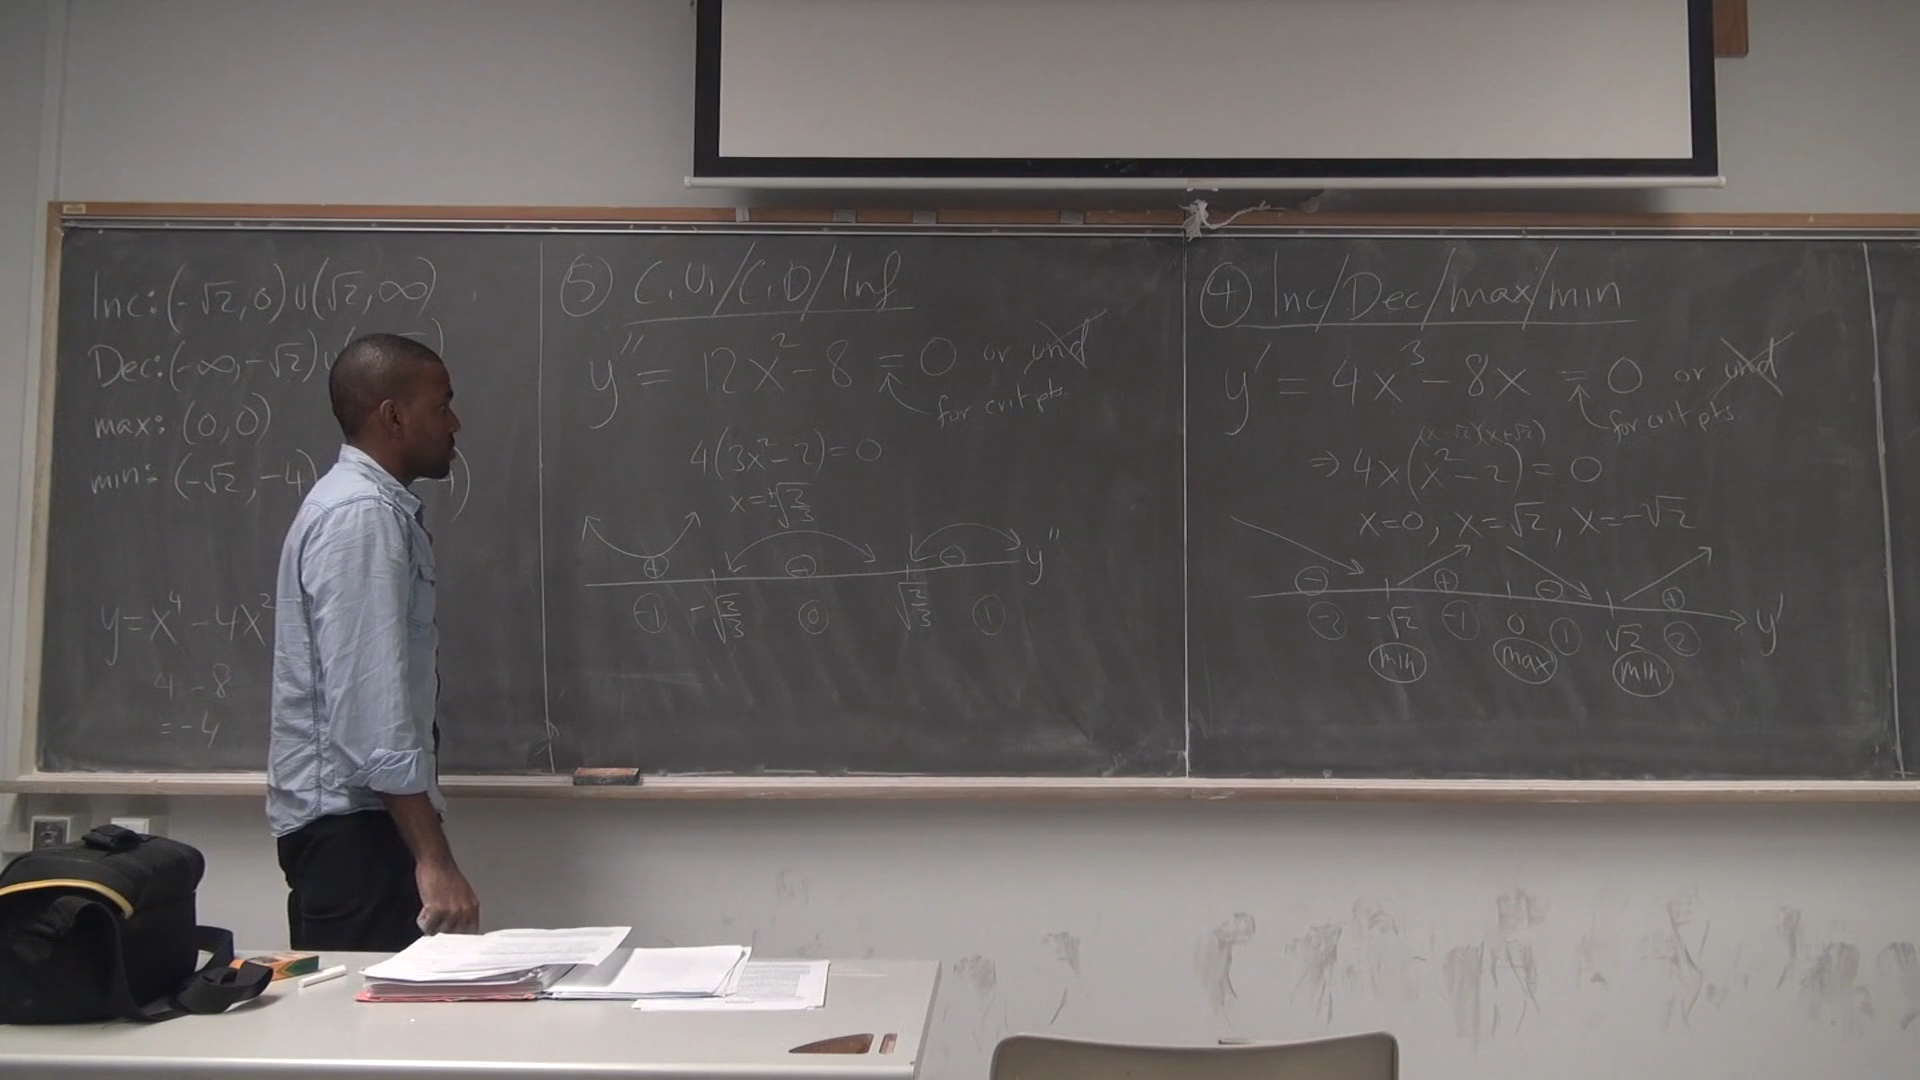 Inc: (-√2, 0) ∪ (√2, ∞)
Dec: (-∞, -√2) ∪
max: (0,0)
min: (-√2, -4)
y = x⁴ - 4x²
4 - 8
= -4
⑤ C.U./C.D/Inf
y'' = 12x² - 8 = 0 or und
for crit pts.
4(3x² - 2) = 0
x = ±√(2/3)
+ - - y''
-1 -√(2/3) 0 √(2/3) 1
④ Inc/Dec/max/min
y' = 4x³ - 8x = 0 or und
for crit pts.
(x-√2)(x+√2)
⇒ 4x(x² - 2) = 0
x=0, x=√2, x=-√2
- + - +
-2 -√2 -1 0 1 √2 2 y'
min max min